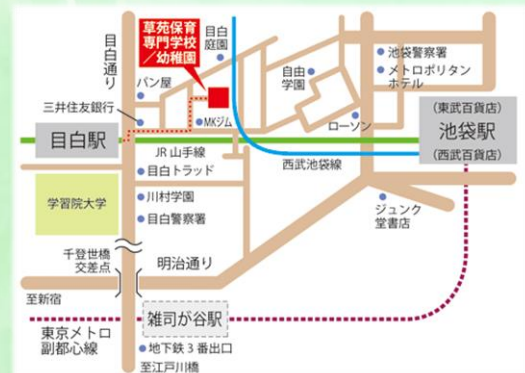 草苑保育
専門学校
／幼稚園
目白通り
目白
庭園
パン屋
三井住友銀行
MKジム
自由
学園
池袋警察署
メトロポリタン
ホテル
ローソン
（東武百貨店）
池袋駅
（西武百貨店）
目白駅
JR山手線
西武池袋線
目白トラッド
学習院大学
川村学園
目白警察署
ジュンク
堂書店
千登世橋
交差点
明治通り
至新宿
雑司が谷駅
東京メトロ
副都心線
地下鉄3番出口
至江戸川橋